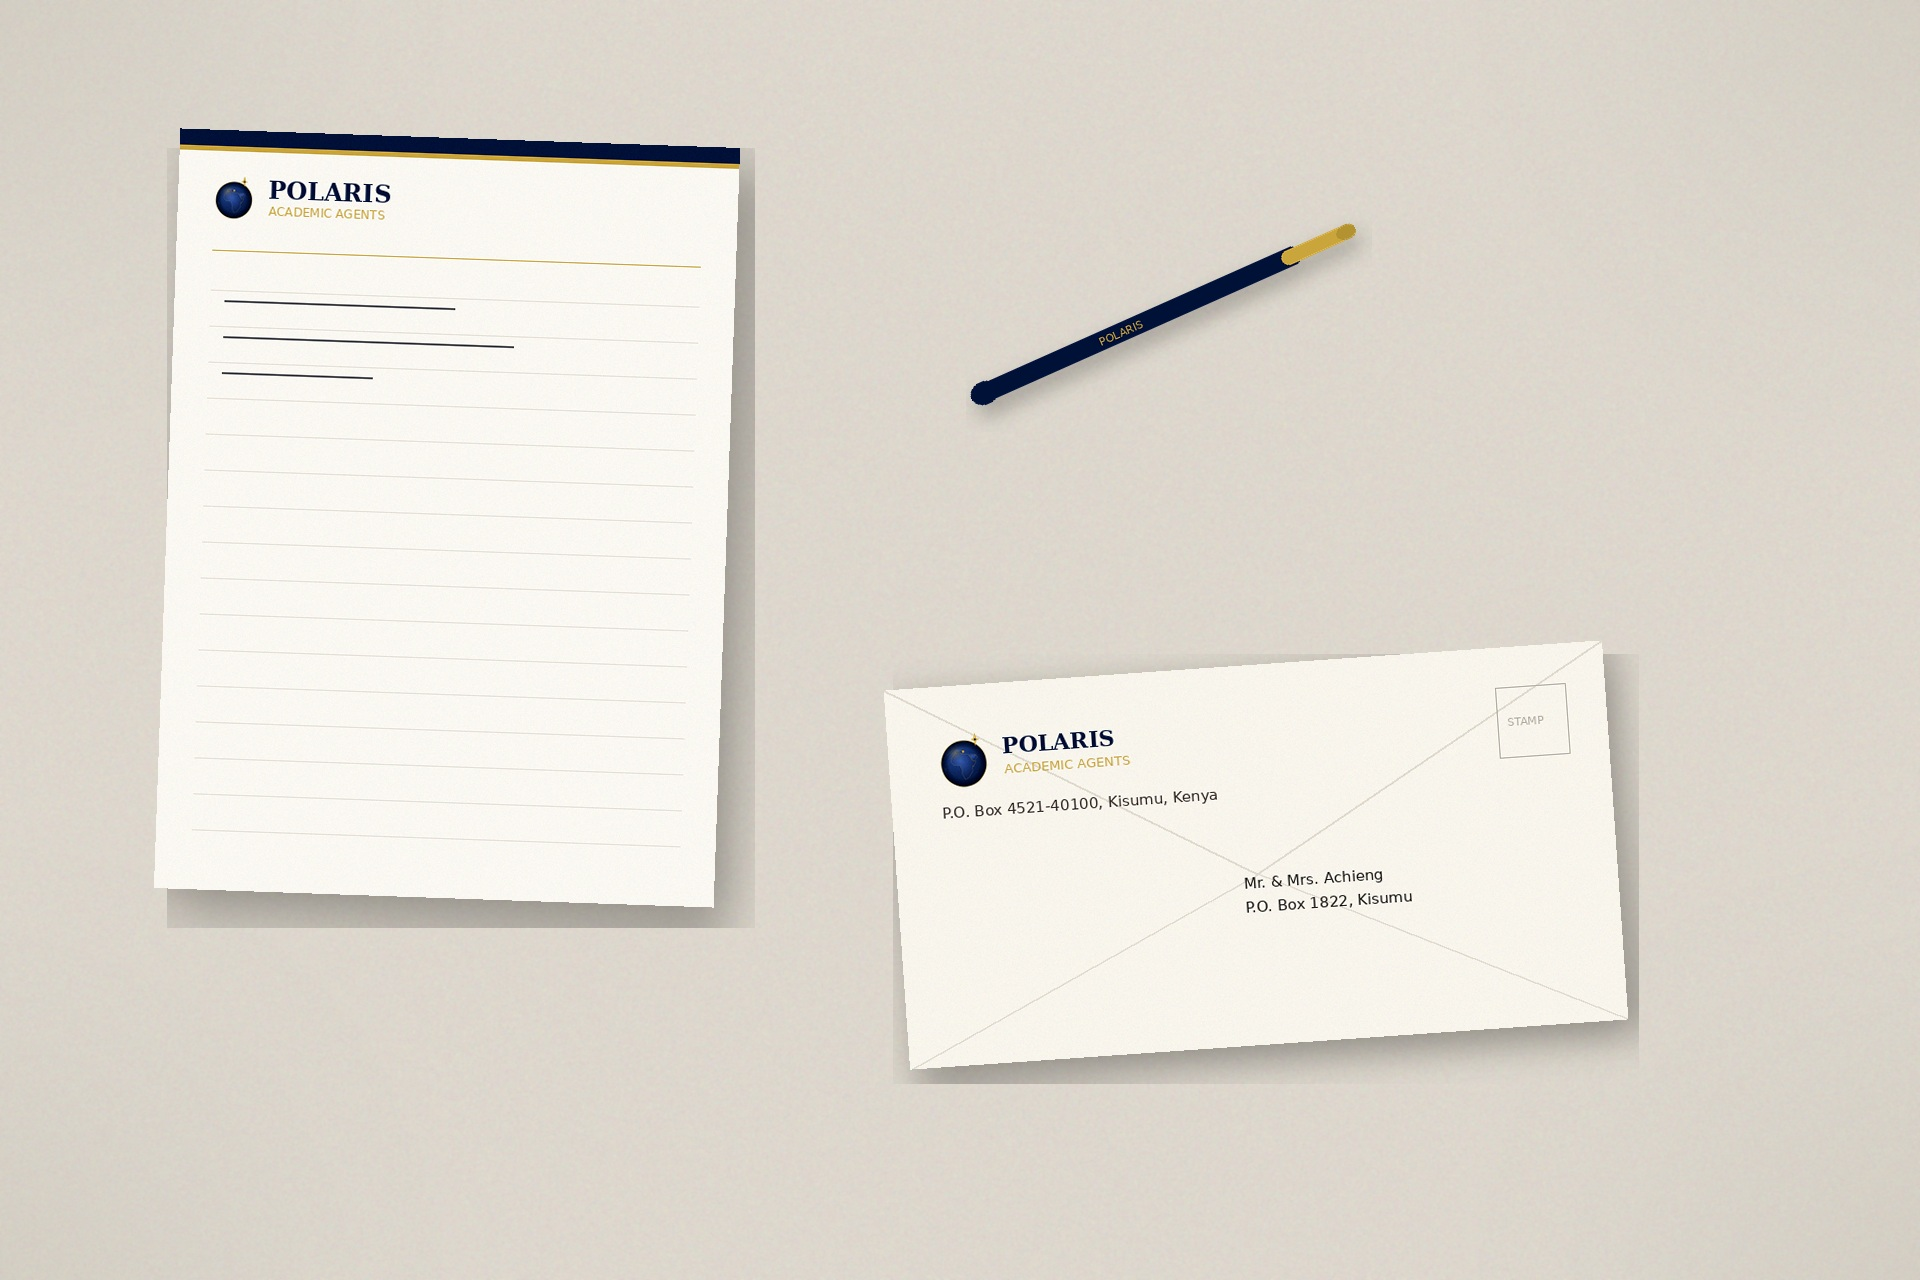 POLARIS
ACADEMIC AGENTS
POLARIS
POLARIS
ACADEMIC AGENTS
P.O. Box 4521-40100, Kisumu, Kenya
STAMP
Mr. & Mrs. Achieng
P.O. Box 1822, Kisumu